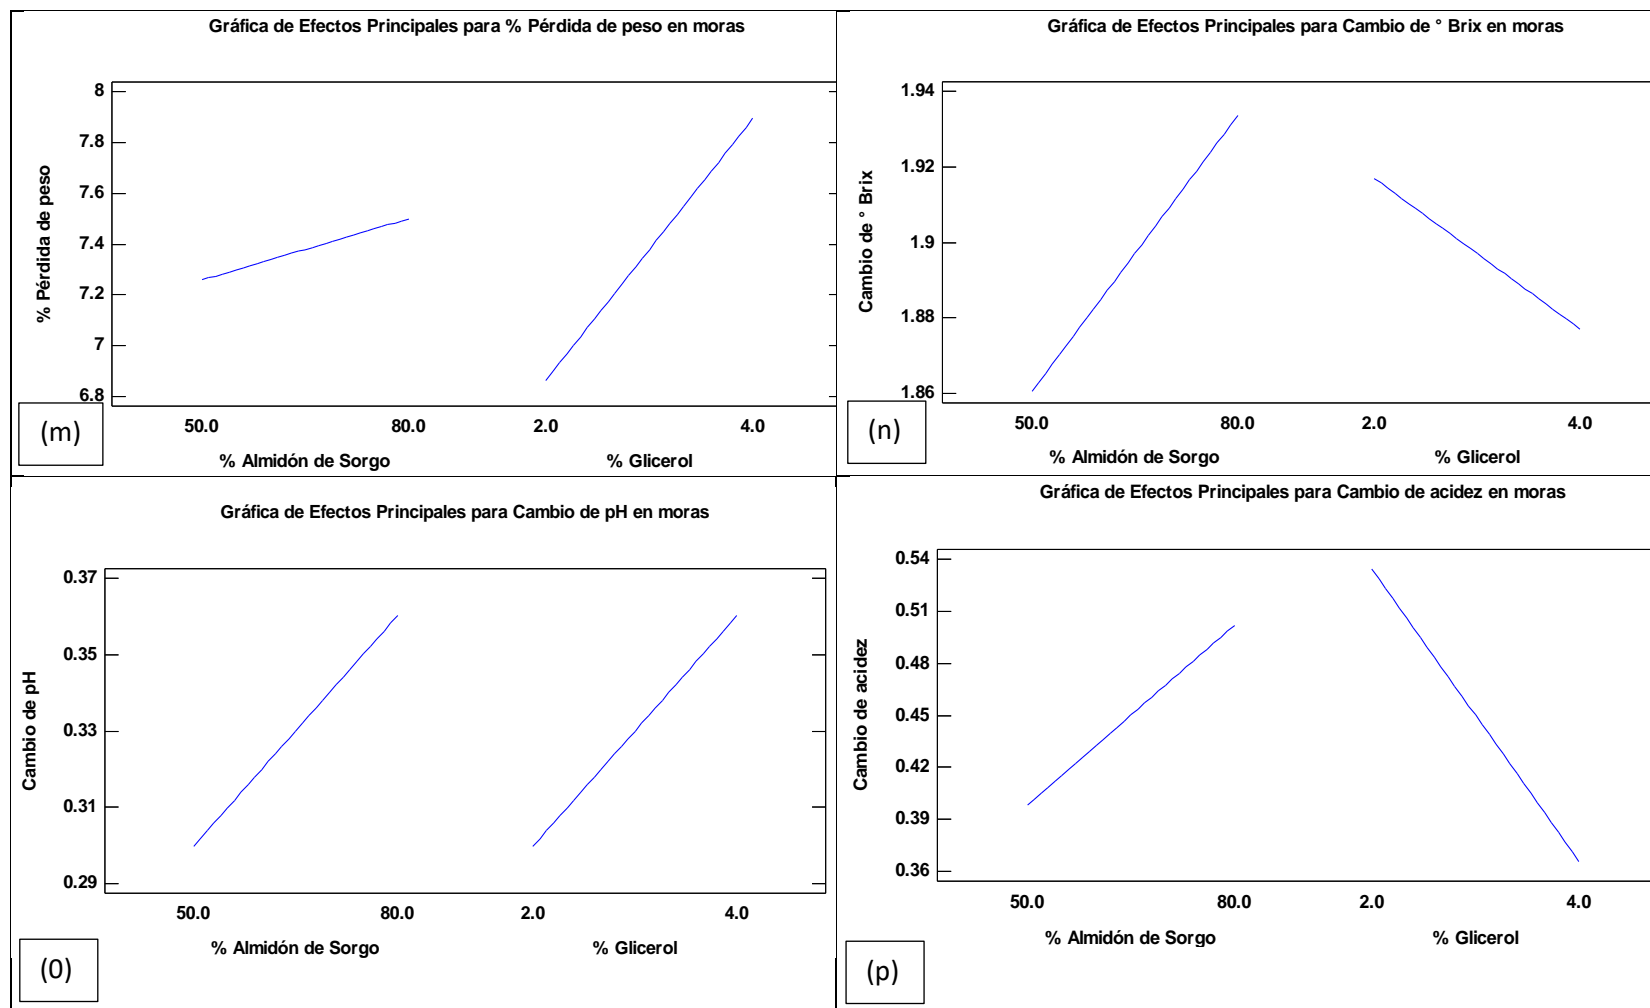 Gráfica de Efectos Principales para % Pérdida de peso en moras
8
7.8
7.6
7.4
7.2
7
6.8
% Pérdida de peso
50.0 80.0 2.0 4.0
% Almidón de Sorgo % Glicerol
(m)
Gráfica de Efectos Principales para Cambio de ° Brix en moras
1.94
1.92
1.9
1.88
1.86
Cambio de ° Brix
50.0 80.0 2.0 4.0
% Almidón de Sorgo % Glicerol
(n)
Gráfica de Efectos Principales para Cambio de pH en moras
0.37
0.35
0.33
0.31
0.29
Cambio de pH
50.0 80.0 2.0 4.0
% Almidón de Sorgo % Glicerol
(0)
Gráfica de Efectos Principales para Cambio de acidez en moras
0.54
0.51
0.48
0.45
0.42
0.39
0.36
Cambio de acidez
50.0 80.0 2.0 4.0
% Almidón de Sorgo % Glicerol
(p)